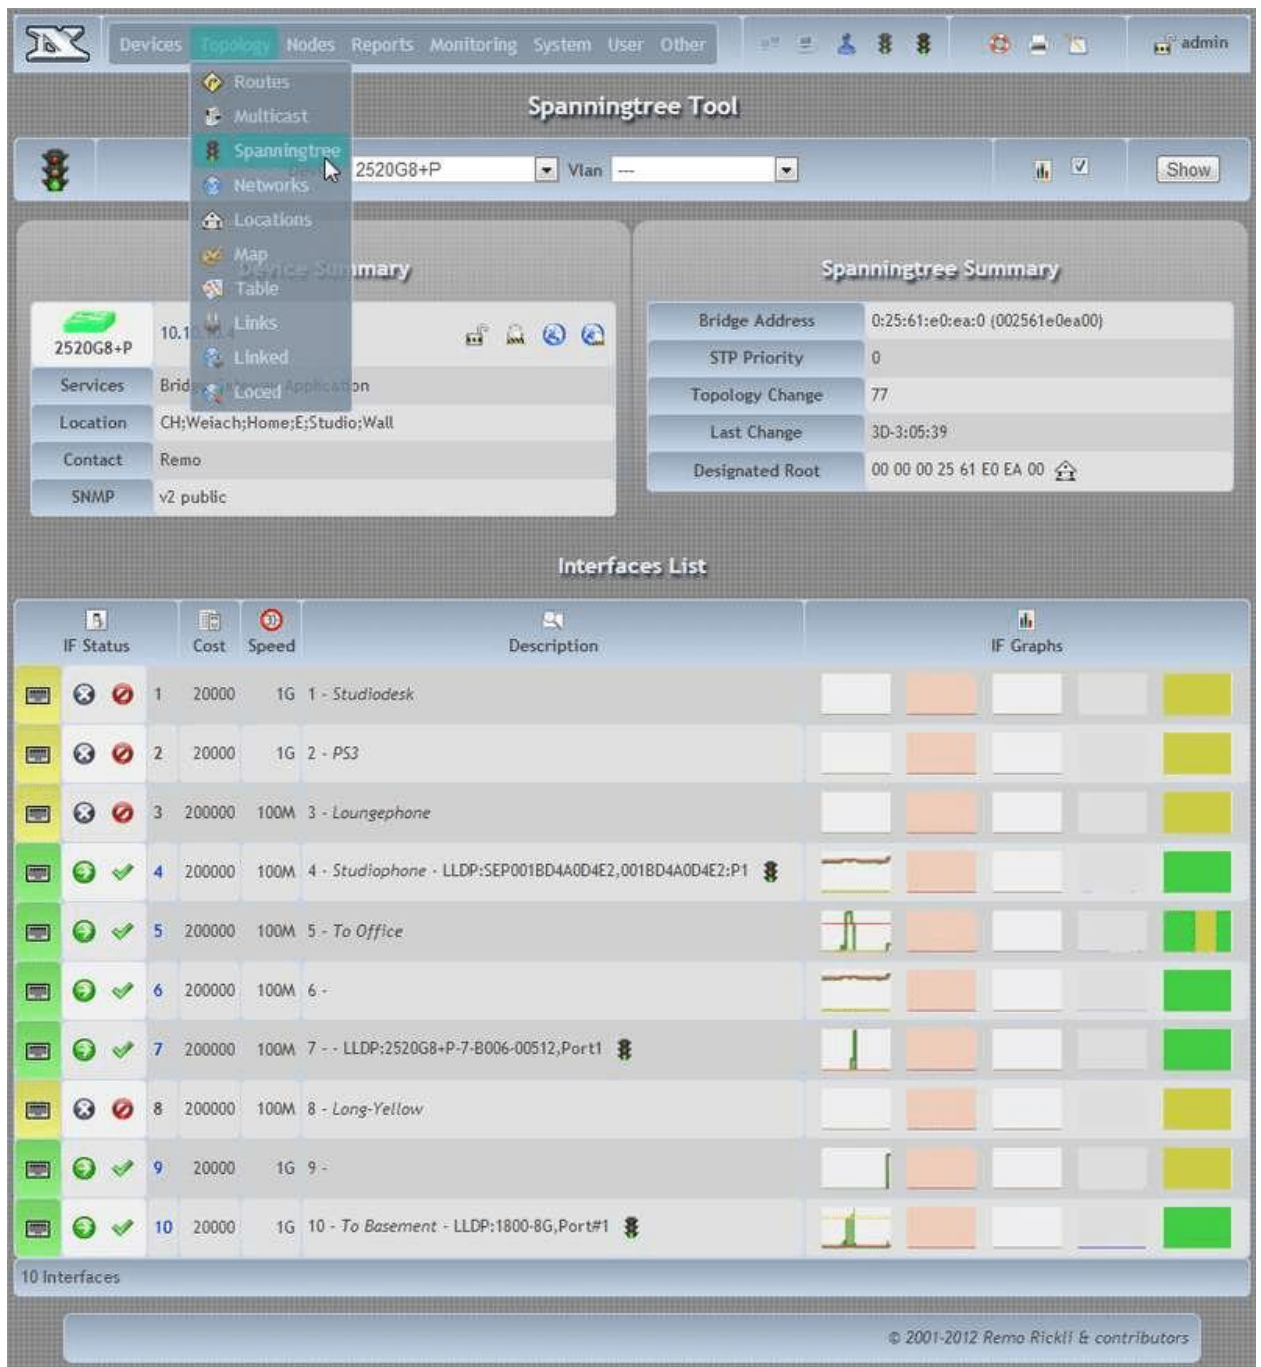 Devices Topology Nodes Reports Monitoring System User Other admin
Routes
Multicast
Spanningtree
Networks
Locations
Map
Table
Links
Linked
Loced
Spanningtree Tool
2520G8+P Vlan --- Show
Device Summary
2520G8+P
Services
Location CH;Weiach;Home;E;Studio;Wall
Contact Remo
SNMP v2 public
Spanningtree Summary
Bridge Address 0:25:61:e0:ea:0 (002561e0ea00)
STP Priority 0
Topology Change 77
Last Change 3D-3:05:39
Designated Root 00 00 00 25 61 E0 EA 00
Interfaces List
IF Status Cost Speed Description IF Graphs
1 20000 1G 1 - Studiodesk
2 20000 1G 2 - PS3
3 200000 100M 3 - Loungephone
4 200000 100M 4 - Studiophone - LLDP:SEP001BD4A0D4E2,001BD4A0D4E2:P1
5 200000 100M 5 - To Office
6 200000 100M 6 -
7 200000 100M 7 - - LLDP:2520G8+P-7-B006-00512,Port1
8 200000 100M 8 - Long-Yellow
9 20000 1G 9 -
10 20000 1G 10 - To Basement - LLDP:1800-8G,Port#1
10 Interfaces
© 2001-2012 Remo Rickli & contributors